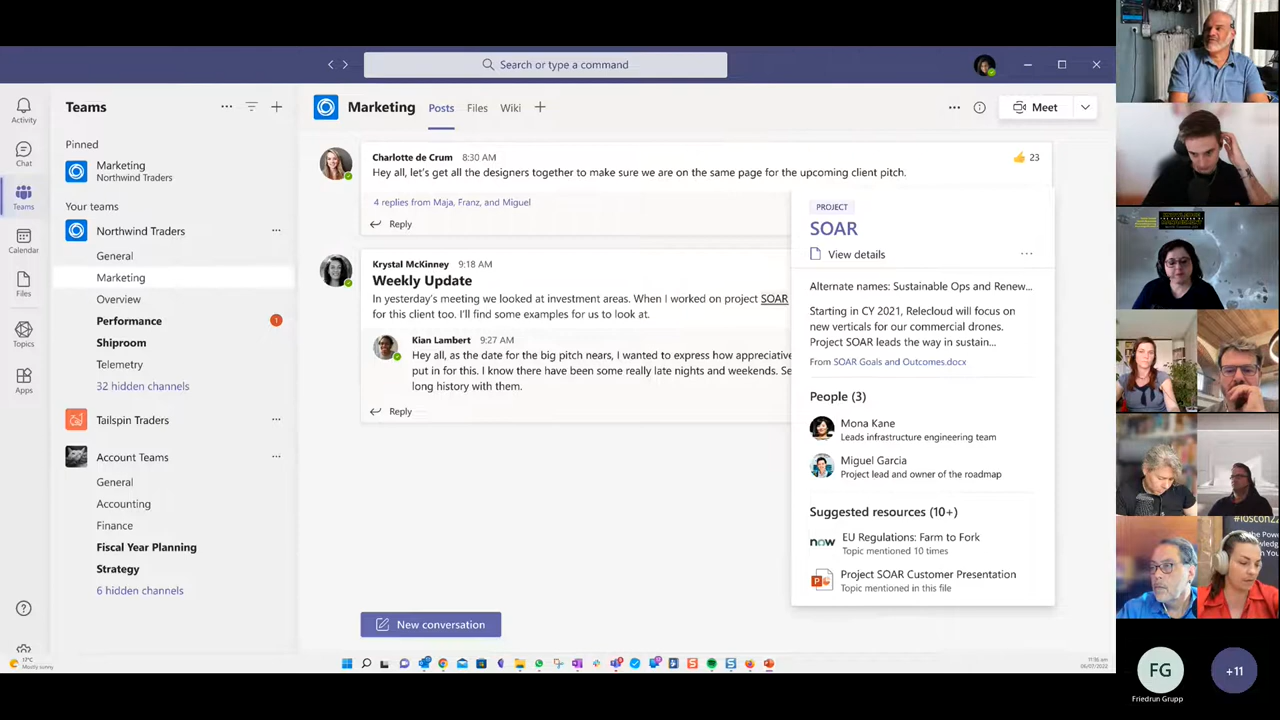 Search or type a command
Activity
Chat
Teams
Calendar
Files
Topics
Apps
Teams
Pinned
Marketing
Northwind Traders
Your teams
Northwind Traders
General
Marketing
Overview
Performance
1
Shiproom
Telemetry
32 hidden channels
Tailspin Traders
Account Teams
General
Accounting
Finance
Fiscal Year Planning
Strategy
6 hidden channels
Marketing Posts Files Wiki
Meet
Charlotte de Crum 8:30 AM
23
Hey all, let's get all the designers together to make sure we are on the same page for the upcoming client pitch.
4 replies from Maja, Franz, and Miguel
Reply
Krystal McKinney 9:18 AM
Weekly Update
In yesterday's meeting we looked at investment areas. When I worked on project SOAR
for this client too. I'll find some examples for us to look at.
Kian Lambert 9:27 AM
Hey all, as the date for the big pitch nears, I wanted to express how appreciative
put in for this. I know there have been some really late nights and weekends. Se
long history with them.
Reply
New conversation
PROJECT
SOAR
View details
Alternate names: Sustainable Ops and Renew...
Starting in CY 2021, Relecloud will focus on
new verticals for our commercial drones.
Project SOAR leads the way in sustain...
From SOAR Goals and Outcomes.docx
People (3)
Mona Kane
Leads infrastructure engineering team
Miguel Garcia
Project lead and owner of the roadmap
Suggested resources (10+)
now
EU Regulations: Farm to Fork
Topic mentioned 10 times
Project SOAR Customer Presentation
Topic mentioned in this file
17°C
Mostly sunny
11:36 am
06/07/2022
FG
Friedrun Grupp
+11